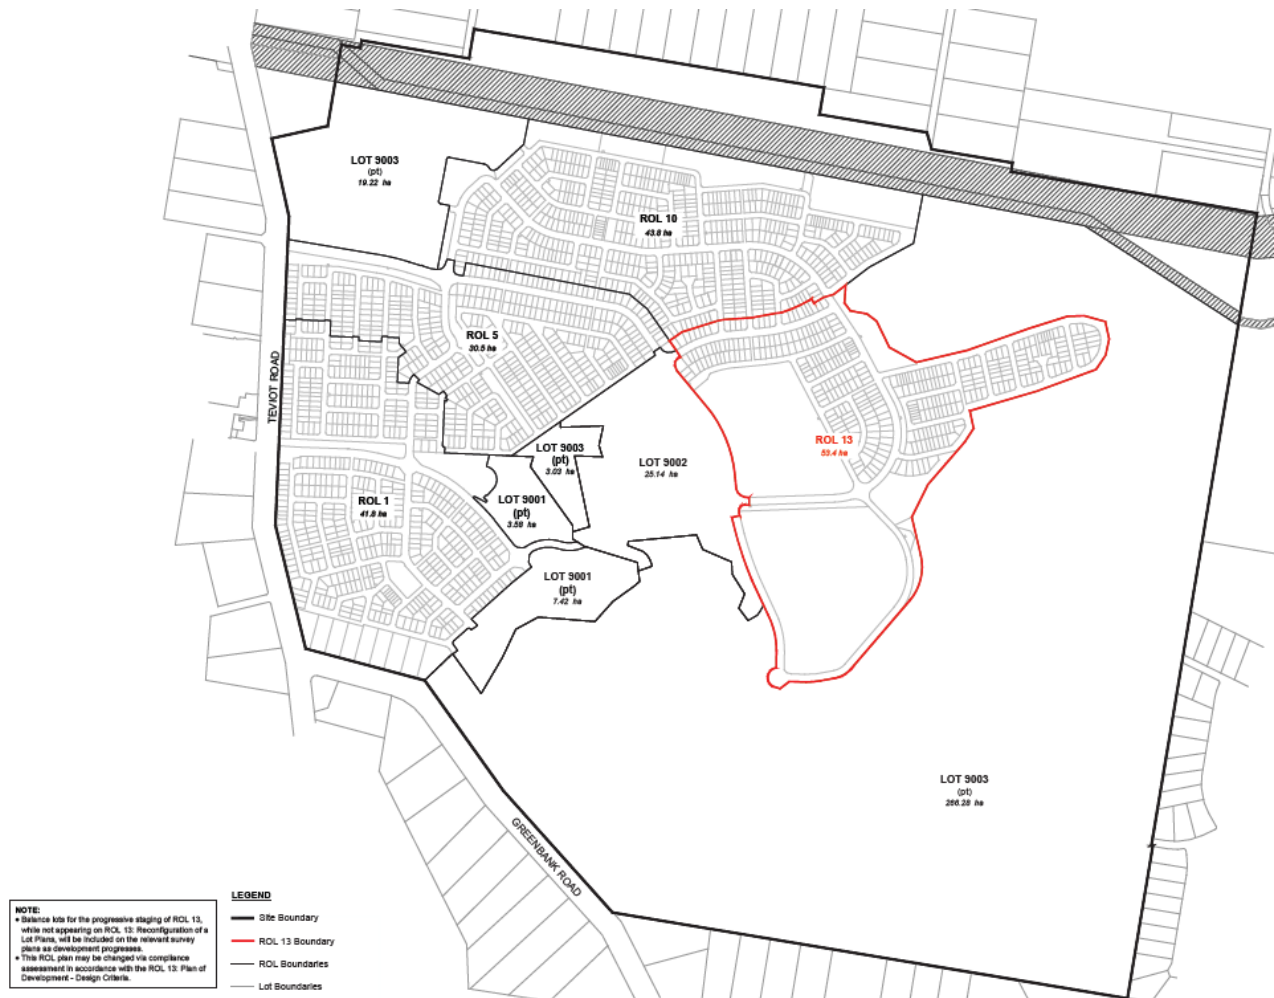 LOT 9003
(pt)
19.22 ha
ROL 10
43.8 ha
ROL 5
30.5 ha
TEVIOT ROAD
ROL 13
53.4 ha
LOT 9003
(pt)
3.03 ha
LOT 9002
25.14 ha
ROL 1
41.8 ha
LOT 9001
(pt)
3.58 ha
LOT 9001
(pt)
7.42 ha
LOT 9003
(pt)
286.28 ha
GREENBANK ROAD
NOTE:
• Balance lots for the progressive staging of ROL 13,
while not appearing on ROL 13: Reconfiguration of a
Lot Plans, will be included on the relevant survey
plans as development progresses.
• This ROL plan may be changed via compliance
assessment in accordance with the ROL 13: Plan of
Development - Design Criteria.
LEGEND
Site Boundary
ROL 13 Boundary
ROL Boundaries
Lot Boundaries